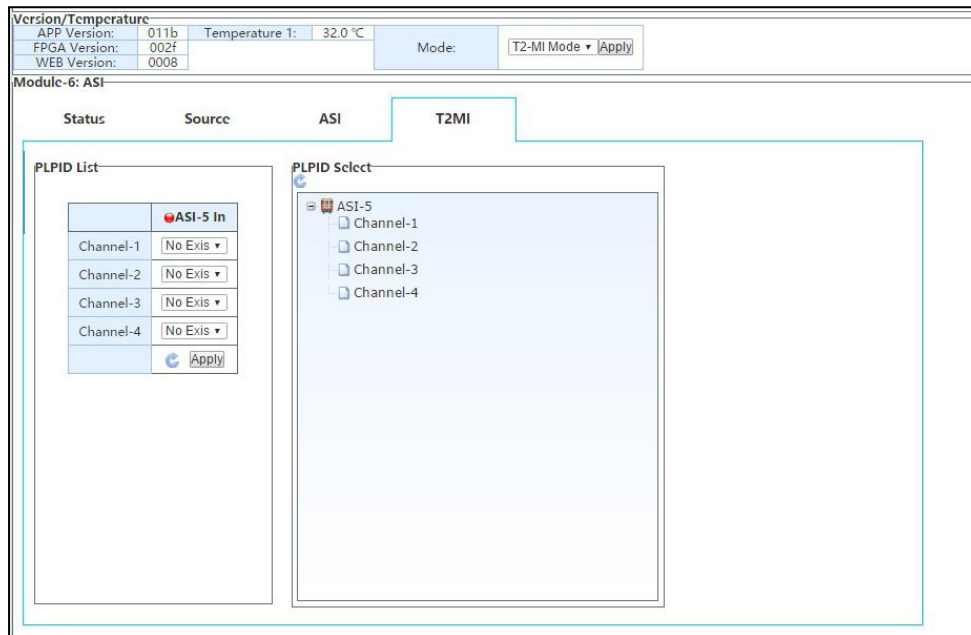 Version/Temperature
APP Version: 011b Temperature 1: 32.0 ℃
FPGA Version: 002f
Mode: T2-MI Mode Apply
WEB Version: 0008
Module-6: ASI
Status Source ASI T2MI
PLPID List
ASI-5 In
Channel-1 No Exis
Channel-2 No Exis
Channel-3 No Exis
Channel-4 No Exis
Apply
PLPID Select
ASI-5
Channel-1
Channel-2
Channel-3
Channel-4